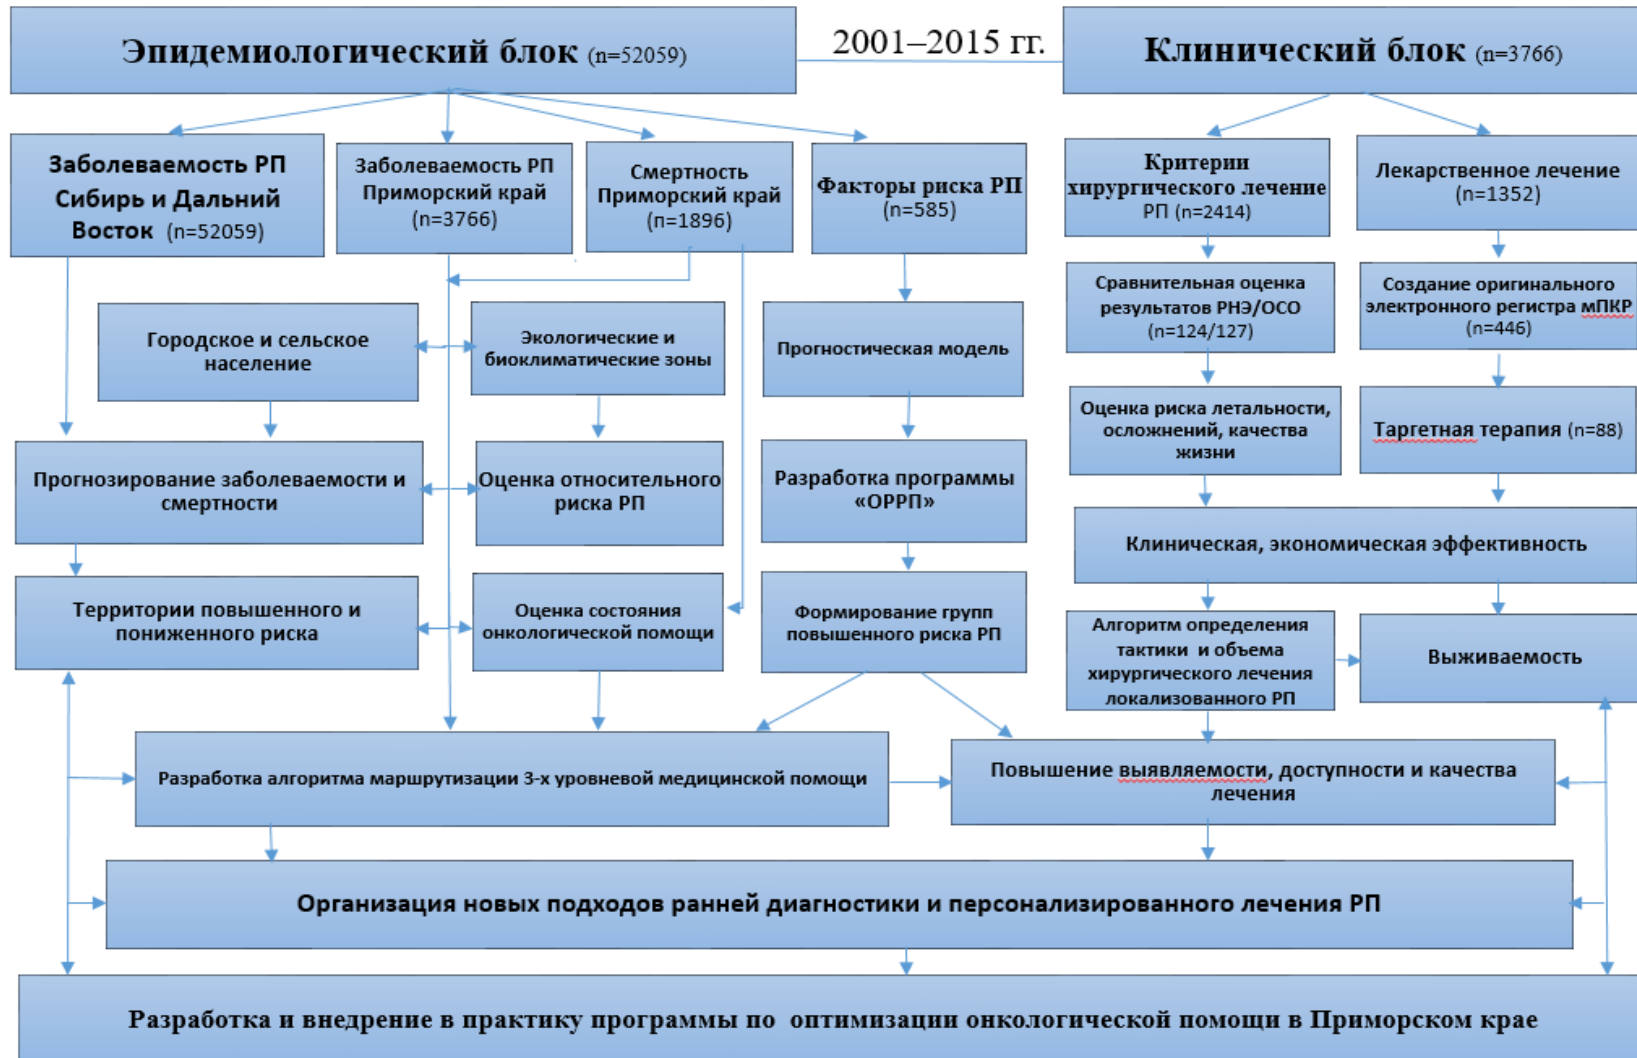 Эпидемиологический блок (n=52059)
2001–2015 гг.
Клинический блок (n=3766)
Заболеваемость РП
Сибирь и Дальний
Восток (n=52059)
Заболеваемость РП
Приморский край
(n=3766)
Смертность
Приморский край
(n=1896)
Факторы риска РП
(n=585)
Критерии
хирургического лечение
РП (n=2414)
Лекарственное лечение
(n=1352)
Сравнительная оценка
результатов РНЭ/ОСО
(n=124/127)
Создание оригинального
электронного регистра мПКР
(n=446)
Городское и сельское
население
Экологические и
биоклиматические зоны
Прогностическая модель
Оценка риска летальности,
осложнений, качества
жизни
Таргетная терапия (n=88)
Прогнозирование заболеваемости и
смертности
Оценка относительного
риска РП
Разработка программы
«ОРРП»
Клиническая, экономическая эффективность
Территории повышенного и
пониженного риска
Оценка состояния
онкологической помощи
Формирование групп
повышенного риска РП
Алгоритм определения
тактики и объема
хирургического лечения
локализованного РП
Выживаемость
Разработка алгоритма маршрутизации 3-х уровневой медицинской помощи
Повышение выявляемости, доступности и качества
лечения
Организация новых подходов ранней диагностики и персонализированного лечения РП
Разработка и внедрение в практику программы по оптимизации онкологической помощи в Приморском крае